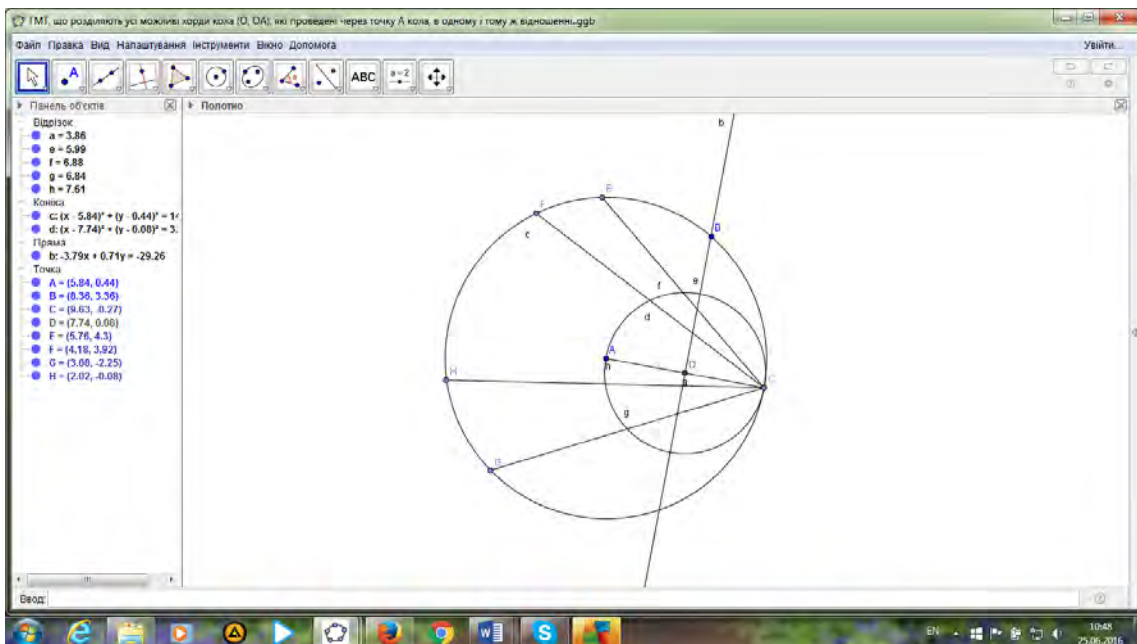 ГМТ, що розділяють усі можливі хорди кола (О, ОА), які проведені через точку А кола, в одному і тому ж відношенні.ggb
Файл Правка Вид Налаштування Інструменти Вікно Допомога
Увійти...
ABC
a=2
Панель об'єктів
Полотно
Відрізок
a = 3.86
e = 5.99
f = 6.88
g = 6.84
h = 7.61
Коніка
c: (x - 5.84)² + (y - 0.44)² = 14
d: (x - 7.74)² + (y - 0.08)² = 3.
Пряма
b: -3.79x + 0.71y = -29.26
Точка
A = (5.84, 0.44)
B = (8.36, 3.36)
C = (9.63, -0.27)
D = (7.74, 0.08)
E = (5.76, 4.3)
F = (4.18, 3.92)
G = (3.08, -2.25)
H = (2.02, -0.08)
b
F
E
B
c
f
e
d
A
D
h
a
H
C
g
G
Ввод:
EN
10:48
25.06.2016